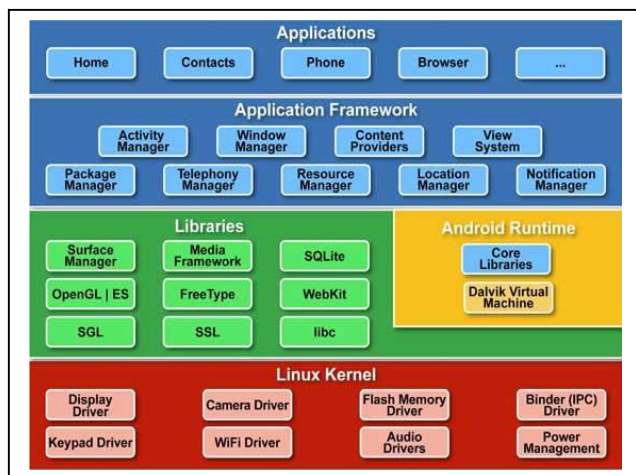 Applications
Home Contacts Phone Browser ...
Application Framework
Activity Manager Window Manager Content Providers View System
Package Manager Telephony Manager Resource Manager Location Manager Notification Manager
Libraries
Surface Manager Media Framework SQLite
OpenGL | ES FreeType WebKit
SGL SSL libc
Android Runtime
Core Libraries
Dalvik Virtual Machine
Linux Kernel
Display Driver Camera Driver Flash Memory Driver Binder (IPC) Driver
Keypad Driver WiFi Driver Audio Drivers Power Management